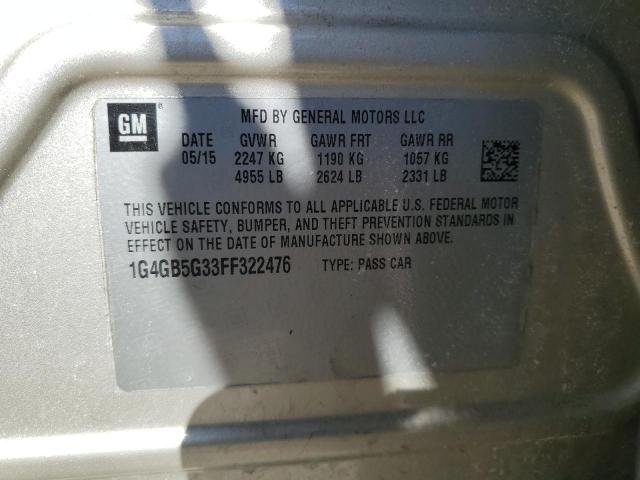 GM
®
MFD BY GENERAL MOTORS LLC
DATE GVWR GAWR FRT GAWR RR
05/15 2247 KG 1190 KG 1057 KG
4955 LB 2624 LB 2331 LB
THIS VEHICLE CONFORMS TO ALL APPLICABLE U.S. FEDERAL MOTOR
VEHICLE SAFETY, BUMPER, AND THEFT PREVENTION STANDARDS IN
EFFECT ON THE DATE OF MANUFACTURE SHOWN ABOVE.
1G4GB5G33FF322476 TYPE: PASS CAR